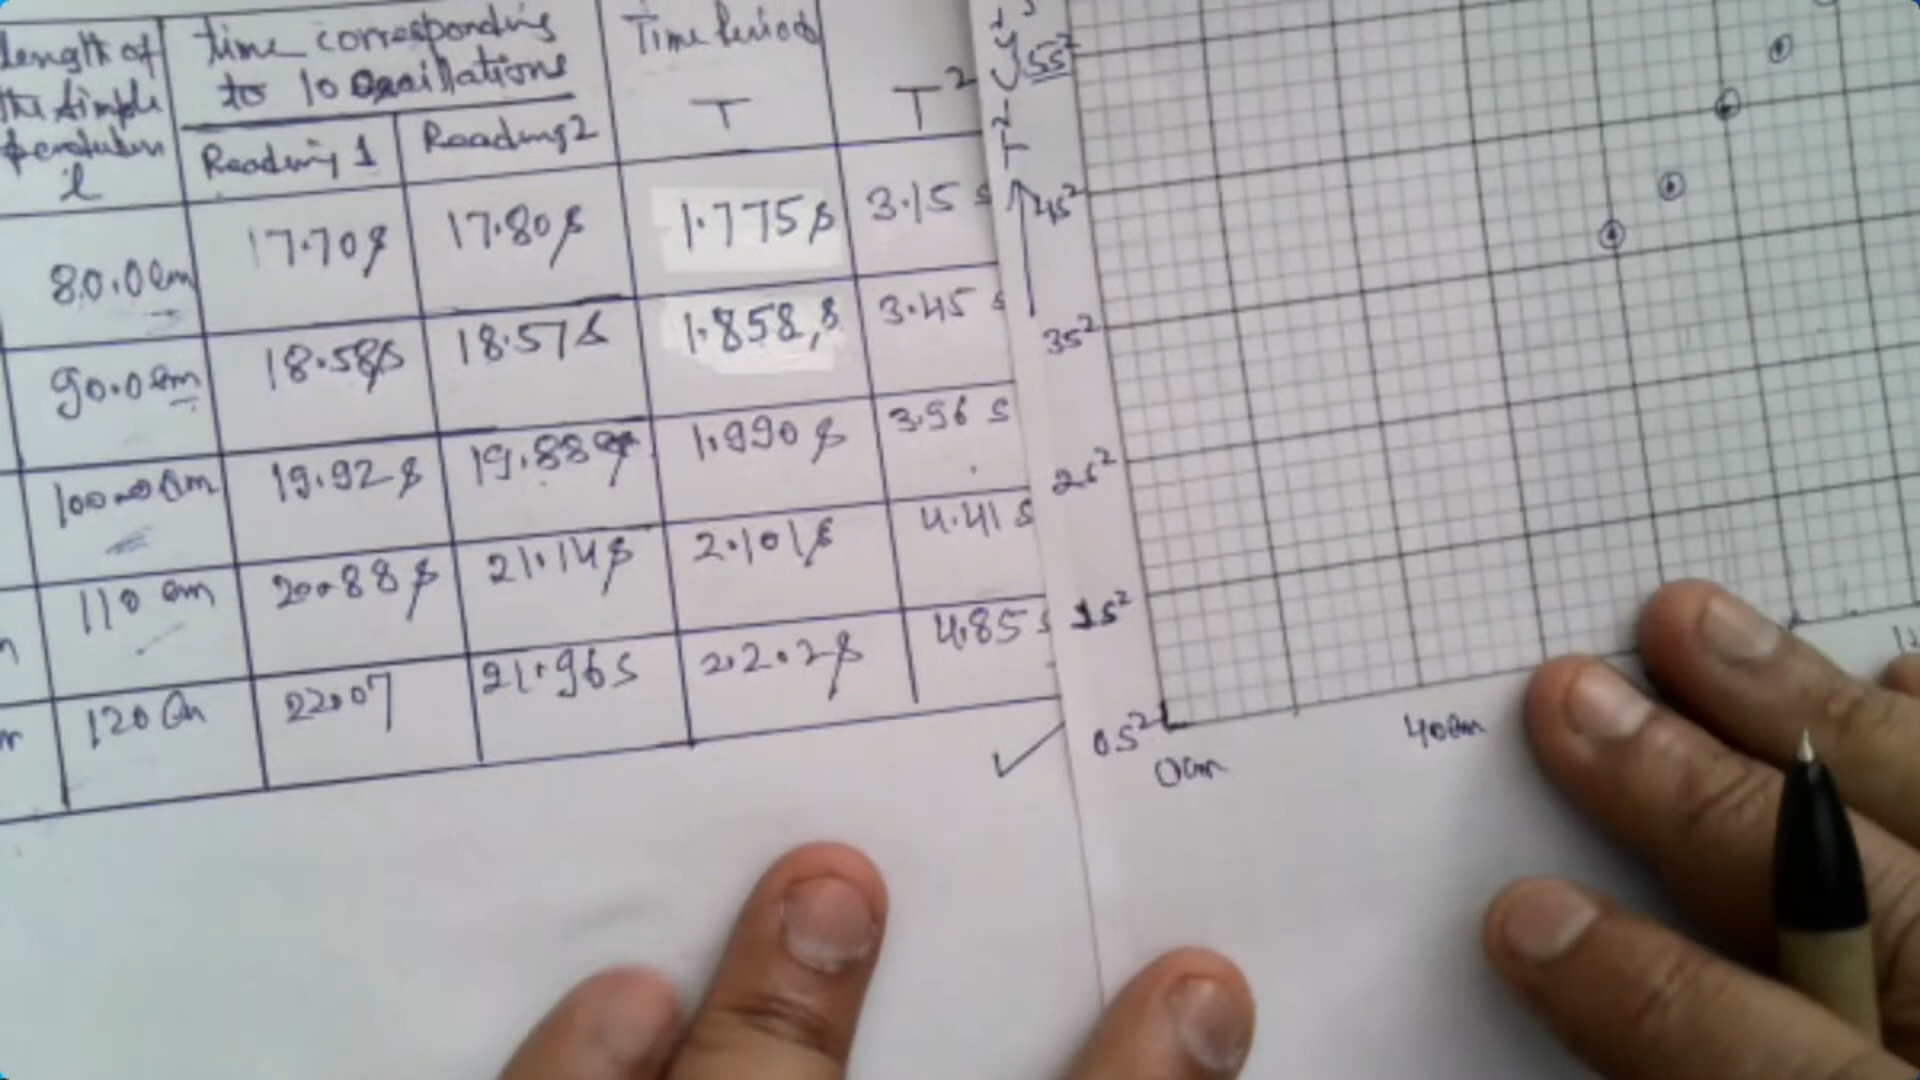 length of
the simple
pendulum
l
time corresponding
to 10 oscillations
Reading 1
Reading 2
Time Period
T
T²
80.0cm 17.70s 17.80s 1.775s 3.15 s
90.0cm 18.58s 18.57s 1.858s 3.45 s
100.0cm 19.92s 19.88s 1.990s 3.96 s
110 cm 20.88s 21.14s 2.101s 4.41 s
120 cm 22.07 21.96s 2.202s 4.85 s
y
T²
5s²
4s²
3s²
2s²
1s²
0s²
0cm
40cm